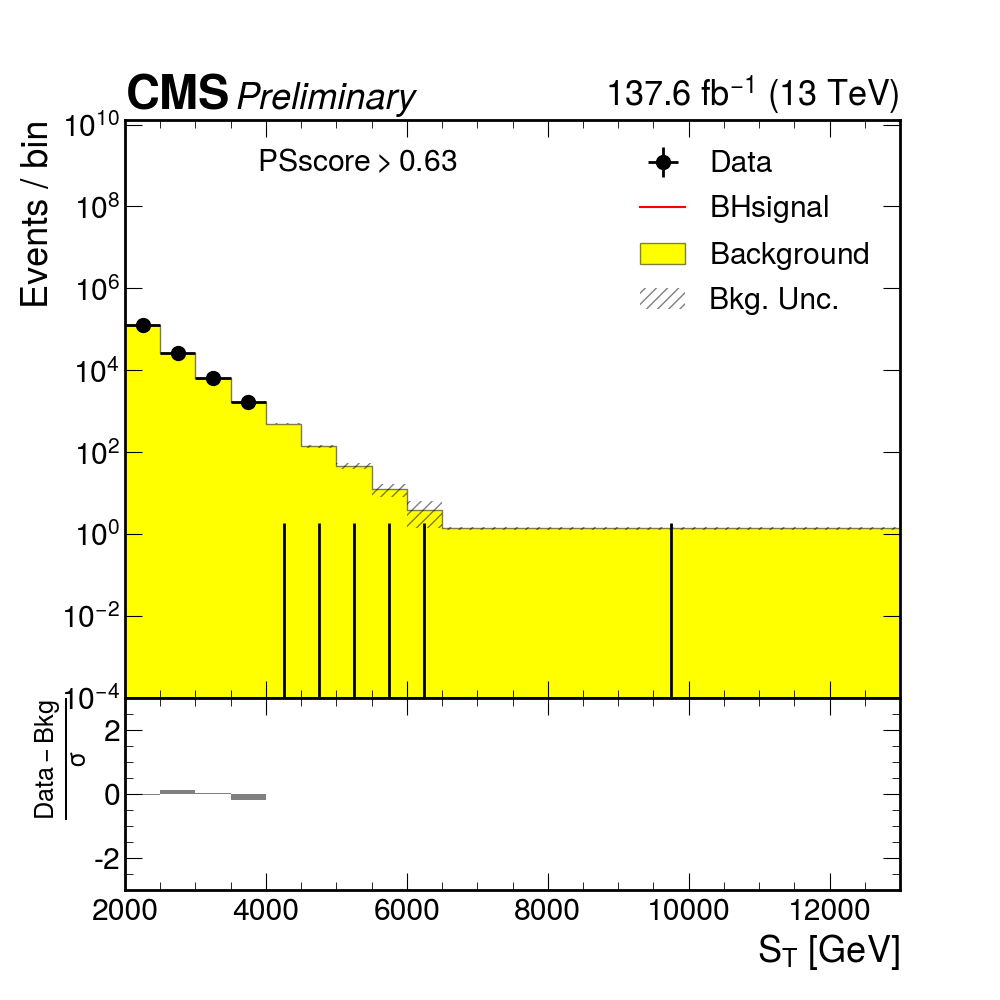 CMS Preliminary 137.6 fb⁻¹ (13 TeV)
Events / bin
10¹⁰
10⁸
10⁶
10⁴
10²
10⁰
10⁻²
10⁻⁴
PSscore > 0.63
Data
BHsignal
Background
Bkg. Unc.
Data – Bkg
σ
2
0
-2
2000 4000 6000 8000 10000 12000
S_T [GeV]